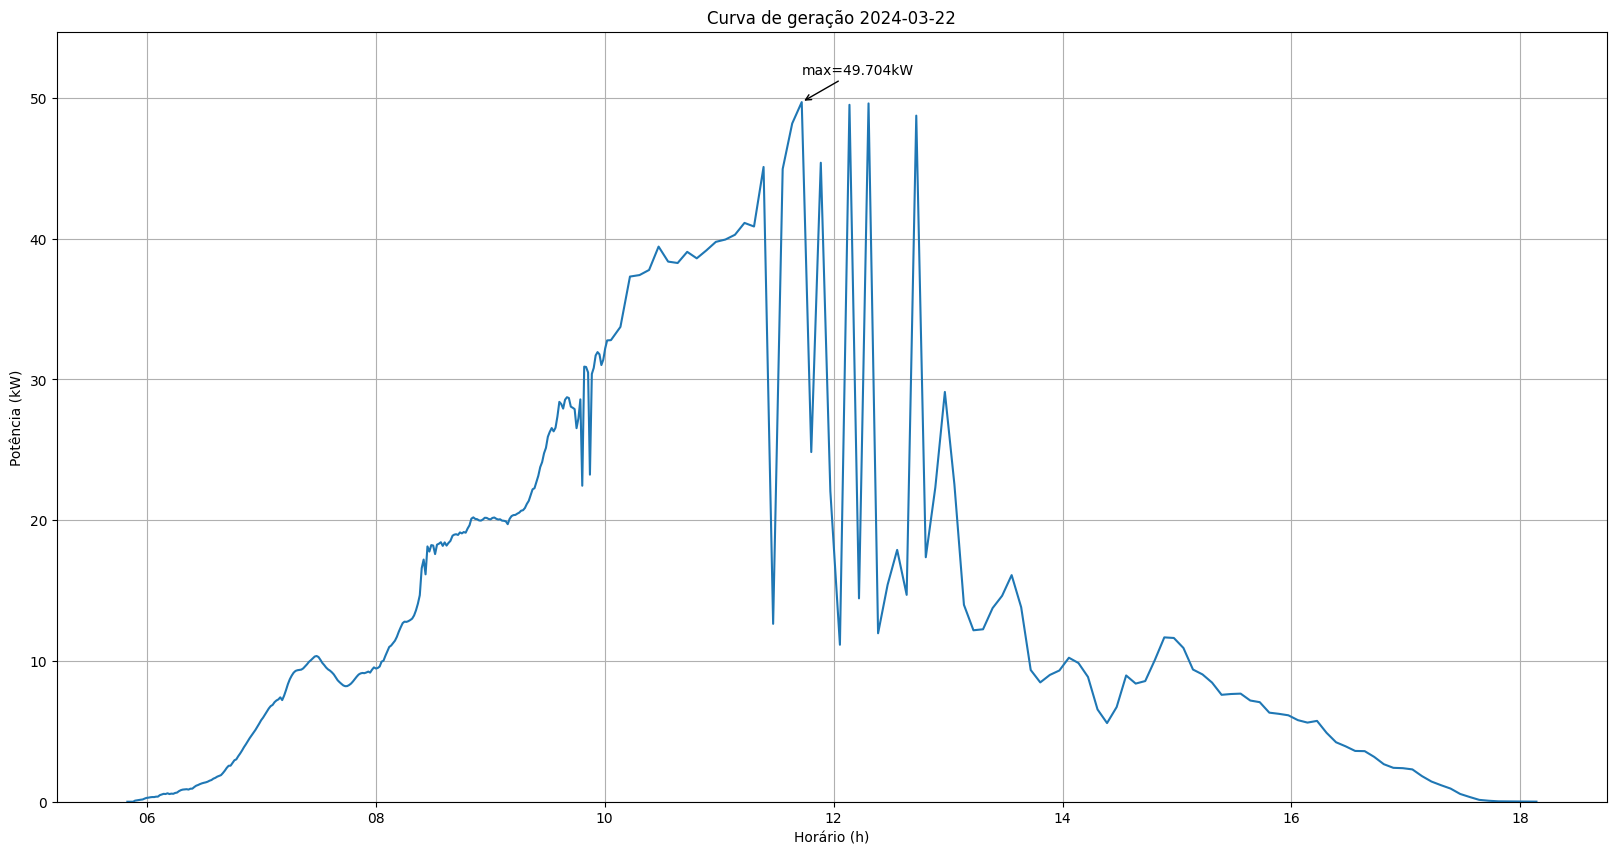 Curva de geração 2024-03-22
max=49.704kW
50
40
30
20
10
0
Potência (kW)
06 08 10 12 14 16 18
Horário (h)